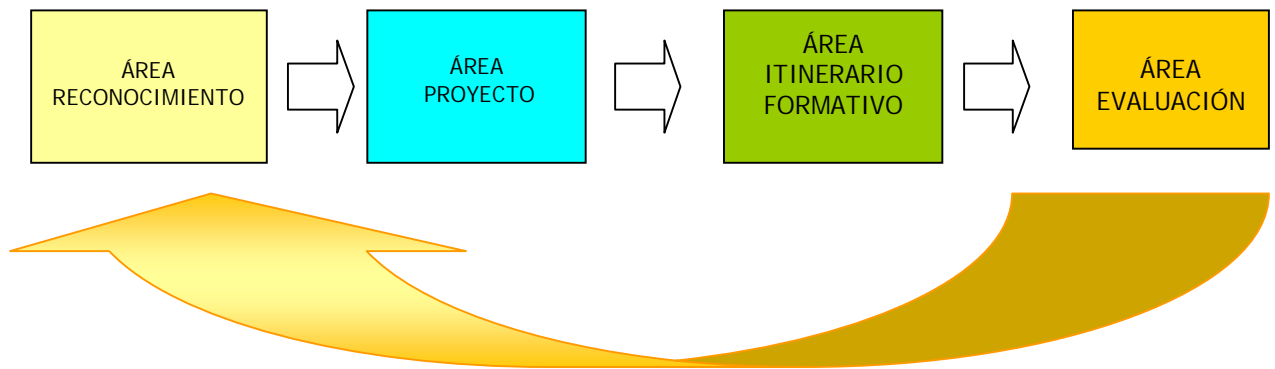 ÁREA
RECONOCIMIENTO
ÁREA
PROYECTO
ÁREA
ITINERARIO
FORMATIVO
ÁREA
EVALUACIÓN